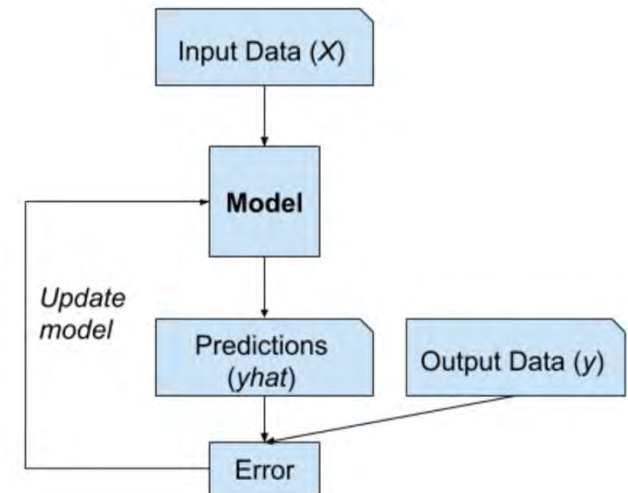 Input Data (X)
Model
Update
model
Predictions
(yhat)
Output Data (y)
Error